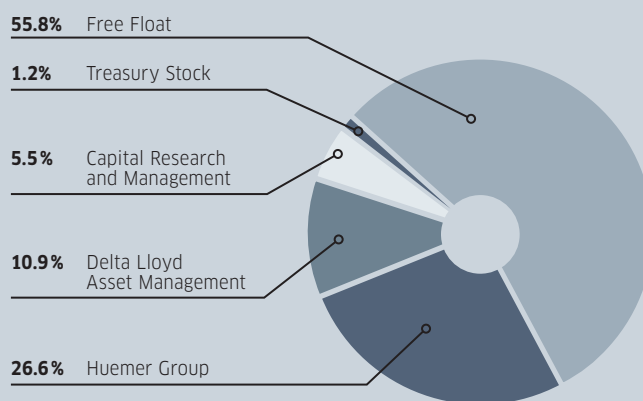 55.8% Free Float
1.2% Treasury Stock
5.5% Capital Research
and Management
10.9% Delta Lloyd
Asset Management
26.6% Huemer Group